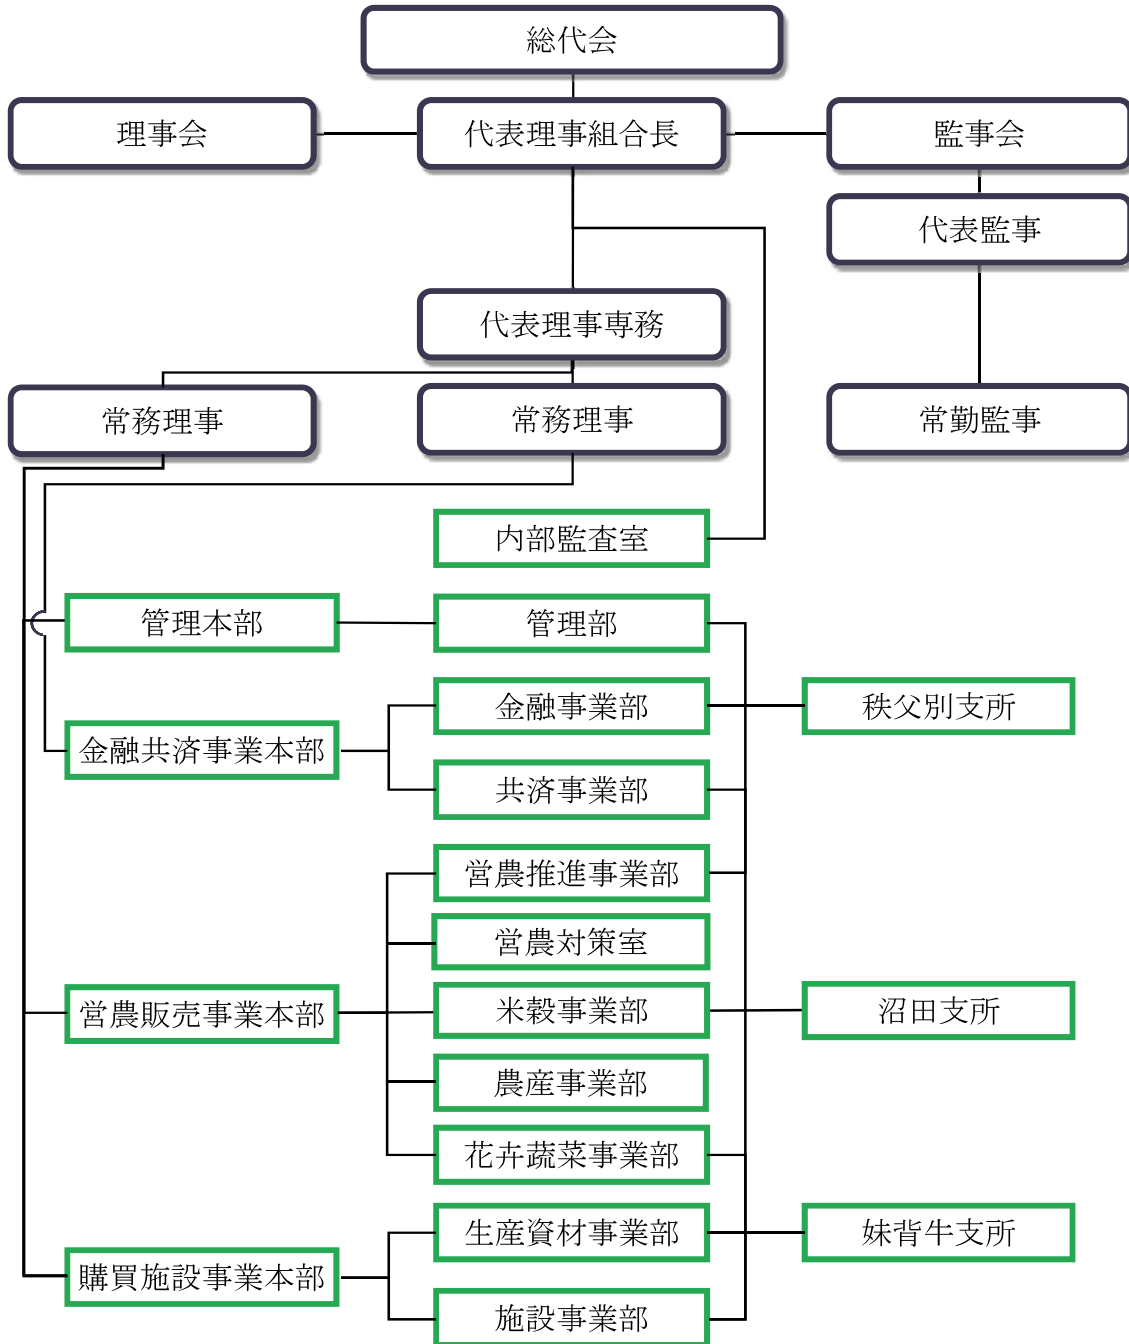 総代会
理事会
代表理事組合長
監事会
代表監事
代表理事専務
常務理事
常務理事
常勤監事
内部監査室
管理本部
管理部
金融事業部
秩父別支所
金融共済事業本部
共済事業部
営農推進事業部
営農対策室
営農販売事業本部
米穀事業部
沼田支所
農産事業部
花卉蔬菜事業部
生産資材事業部
妹背牛支所
購買施設事業本部
施設事業部